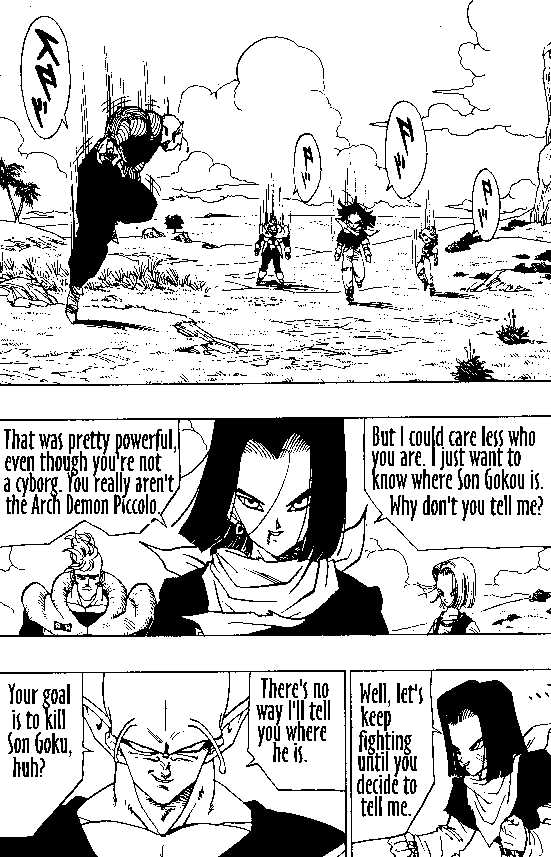 That was pretty powerful,
even though you're not
a cyborg. You really aren't
the Arch Demon Piccolo.
But I could care less who
you are. I just want to
know where Son Gokou is.
Why don't you tell me?
Your goal
is to kill
Son Goku,
huh?
There's no
way I'll tell
you where
he is.
Well, let's
keep
fighting
until you
decide to
tell me.